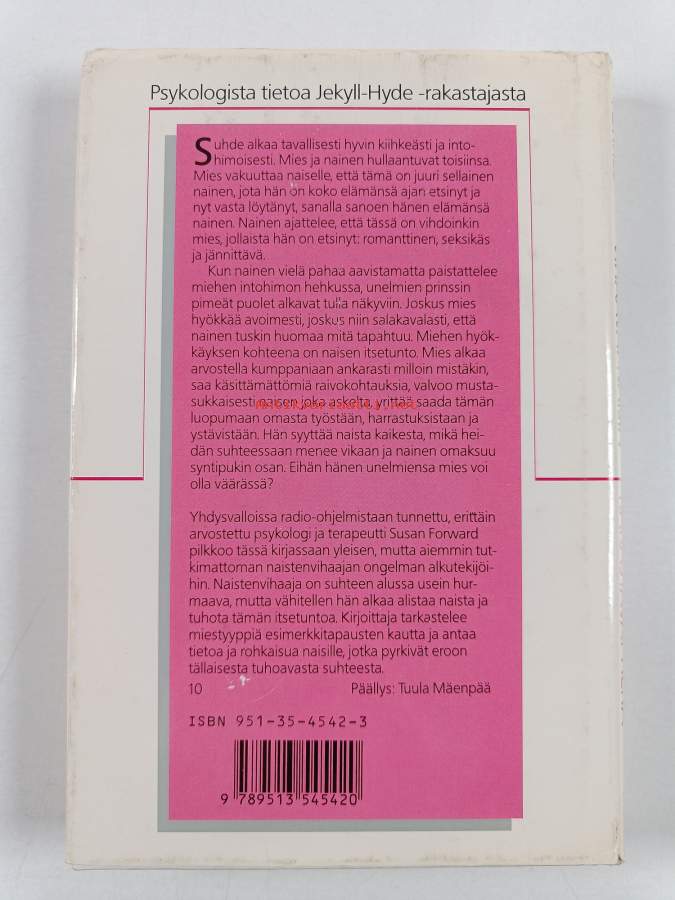 Psykologista tietoa Jekyll-Hyde -rakastajasta
Suhde alkaa tavallisesti hyvin kiihkeästi ja into-
himoisesti. Mies ja nainen hullaantuvat toisiinsa.
Mies vakuuttaa naiselle, että tämä on juuri sellainen
nainen, jota hän on koko elämänsä ajan etsinyt ja
nyt vasta löytänyt, sanalla sanoen hänen elämänsä
nainen. Nainen ajattelee, että tässä on vihdoinkin
mies, jollaista hän on etsinyt: romanttinen, seksikäs
ja jännittävä.
Kun nainen vielä pahaa aavistamatta paistattelee
miehen intohimon hehkussa, unelmien prinssin
pimeät puolet alkavat tulla näkyviin. Joskus mies
hyökkää avoimesti, joskus niin salakavalasti, että
nainen tuskin huomaa mitä tapahtuu. Miehen hyök-
käyksen kohteena on naisen itsetunto. Mies alkaa
arvostella kumppaniaan ankarasti milloin mistäkin,
saa käsittämättömiä raivokohtauksia, valvoo musta-
sukkaisesti naisen joka askelta, yrittää saada tämän
luopumaan omasta työstään, harrastuksistaan ja
ystävistään. Hän syyttää naista kaikesta, mikä hei-
dän suhteessaan menee vikaan ja nainen omaksuu
syntipukin osan. Eihän hänen unelmiensa mies voi
olla väärässä?
Yhdysvalloissa radio-ohjelmistaan tunnettu, erittäin
arvostettu psykologi ja terapeutti Susan Forward
pilkkoo tässä kirjassaan yleisen, mutta aiemmin tut-
kimattoman naistenvihaajan ongelman alkutekijöi-
hin. Naistenvihaaja on suhteen alussa usein hur-
maava, mutta vähitellen hän alkaa alistaa naista ja
tuhota tämän itsetuntoa. Kirjoittaja tarkastelee
miestyyppiä esimerkkitapausten kautta ja antaa
tietoa ja rohkaisua naisille, jotka pyrkivät eroon
tällaisesta tuhoavasta suhteesta.
10 Päällys: Tuula Mäenpää
ISBN 951-35-4542-3
9 789513 545420